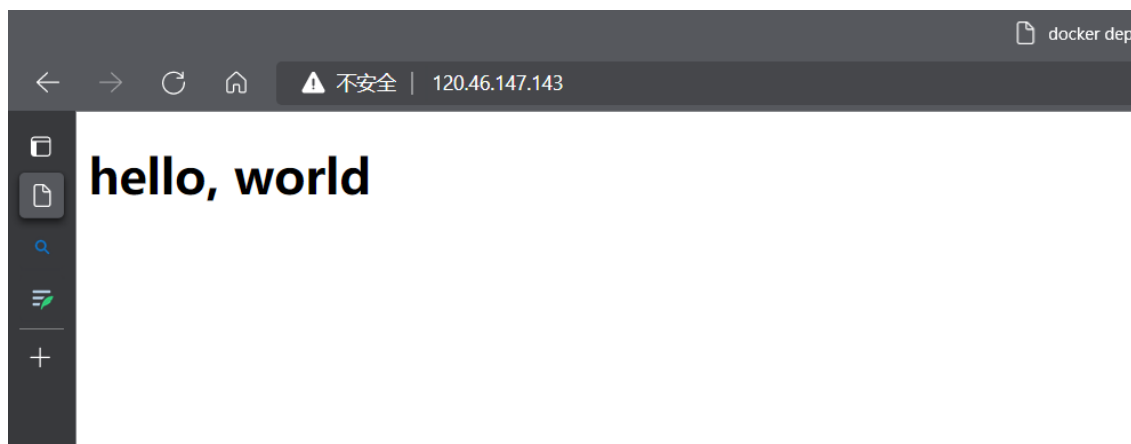 docker dep
不安全 | 120.46.147.143
hello, world